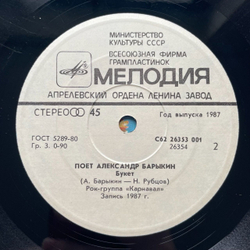 МИНИСТЕРСТВО
КУЛЬТУРЫ СССР
ВСЕСОЮЗНАЯ ФИРМА
ГРАМПЛАСТИНОК
МЕЛОДИЯ
АПРЕЛЕВСКИЙ ОРДЕНА ЛЕНИНА ЗАВОД
СТЕРЕО 45
Год выпуска 1987
ГОСТ 5289-80
Гр. 3. 0-90
С62 26353 001
26354
2
ПОЕТ АЛЕКСАНДР БАРЫКИН
Букет
(А. Барыкин — Н. Рубцов)
Рок-группа «Карнавал»
Запись 1987 г.